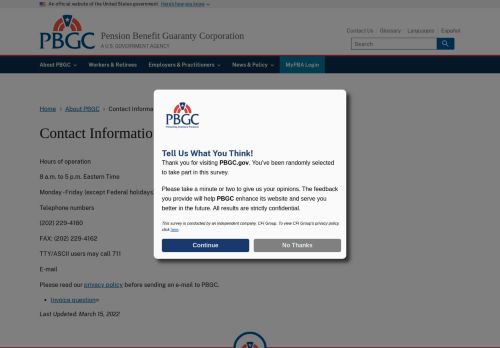 An official website of the United States government Here's how you know
PBGC
Pension Benefit Guaranty Corporation
A U.S. GOVERNMENT AGENCY
Contact Us Glossary Languages Español
Search
About PBGC Workers & Retirees Employers & Practitioners News & Policy MyPBA Login
Home > About PBGC > Contact Informa
Contact Information
Hours of operation
8 a.m. to 5 p.m. Eastern Time
Monday -Friday (except Federal holidays
Telephone numbers
(202) 229-4160
FAX: (202) 229-4162
TTY/ASCII users may call 711
E-mail
Please read our privacy policy before sending an e-mail to PBGC.
• Invoice question
Last Updated: March 15, 2022
PBGC
Protecting America's Pensions
Tell Us What You Think!
Thank you for visiting PBGC.gov. You've been randomly selected
to take part in this survey.
Please take a minute or two to give us your opinions. The feedback
you provide will help PBGC enhance its website and serve you
better in the future. All results are strictly confidential.
This survey is conducted by an independent company, CFI Group. To view CFI Group's privacy policy
click here.
Continue No Thanks